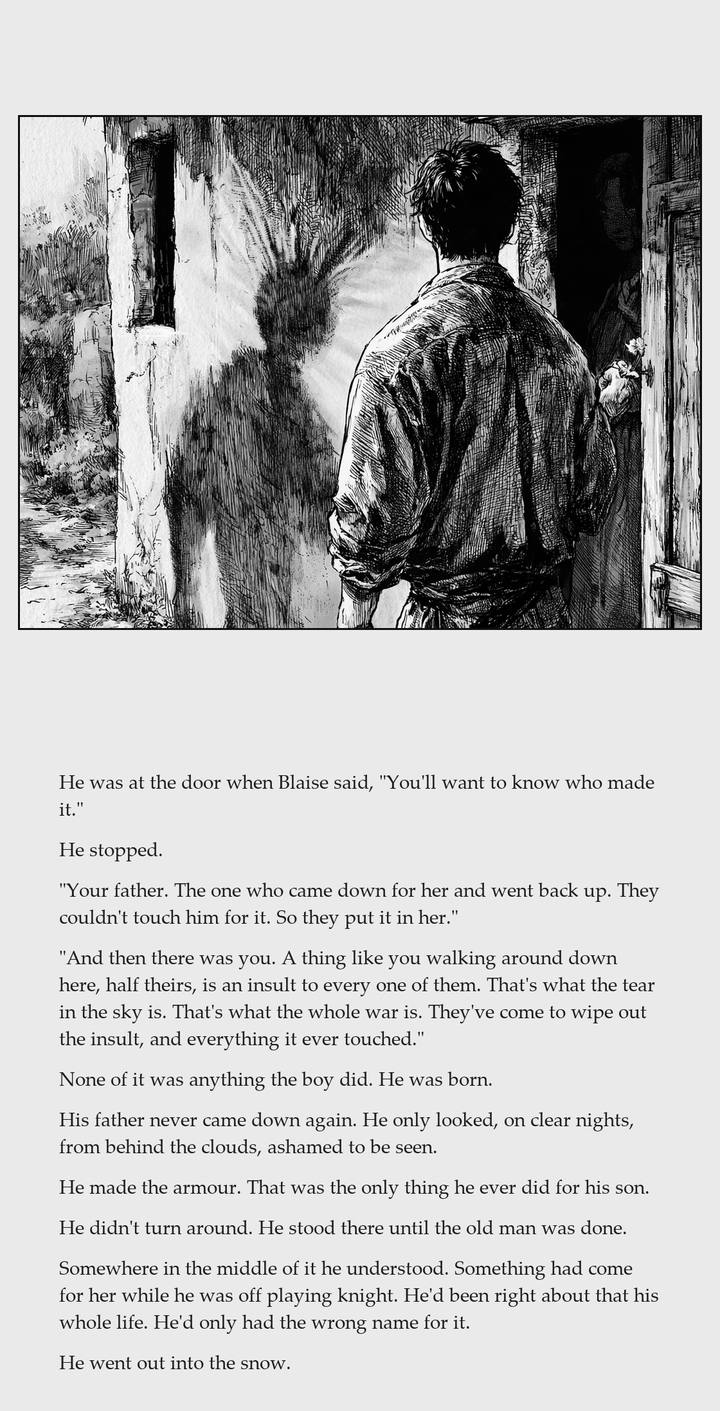 He was at the door when Blaise said, "You'll want to know who made
it."
He stopped.
"Your father. The one who came down for her and went back up. They
couldn't touch him for it. So they put it in her."
"And then there was you. A thing like you walking around down
here, half theirs, is an insult to every one of them. That's what the tear
in the sky is. That's what the whole war is. They've come to wipe out
the insult, and everything it ever touched."
None of it was anything the boy did. He was born.
His father never came down again. He only looked, on clear nights,
from behind the clouds, ashamed to be seen.
He made the armour. That was the only thing he ever did for his son.
He didn't turn around. He stood there until the old man was done.
Somewhere in the middle of it he understood. Something had come
for her while he was off playing knight. He'd been right about that his
whole life. He'd only had the wrong name for it.
He went out into the snow.